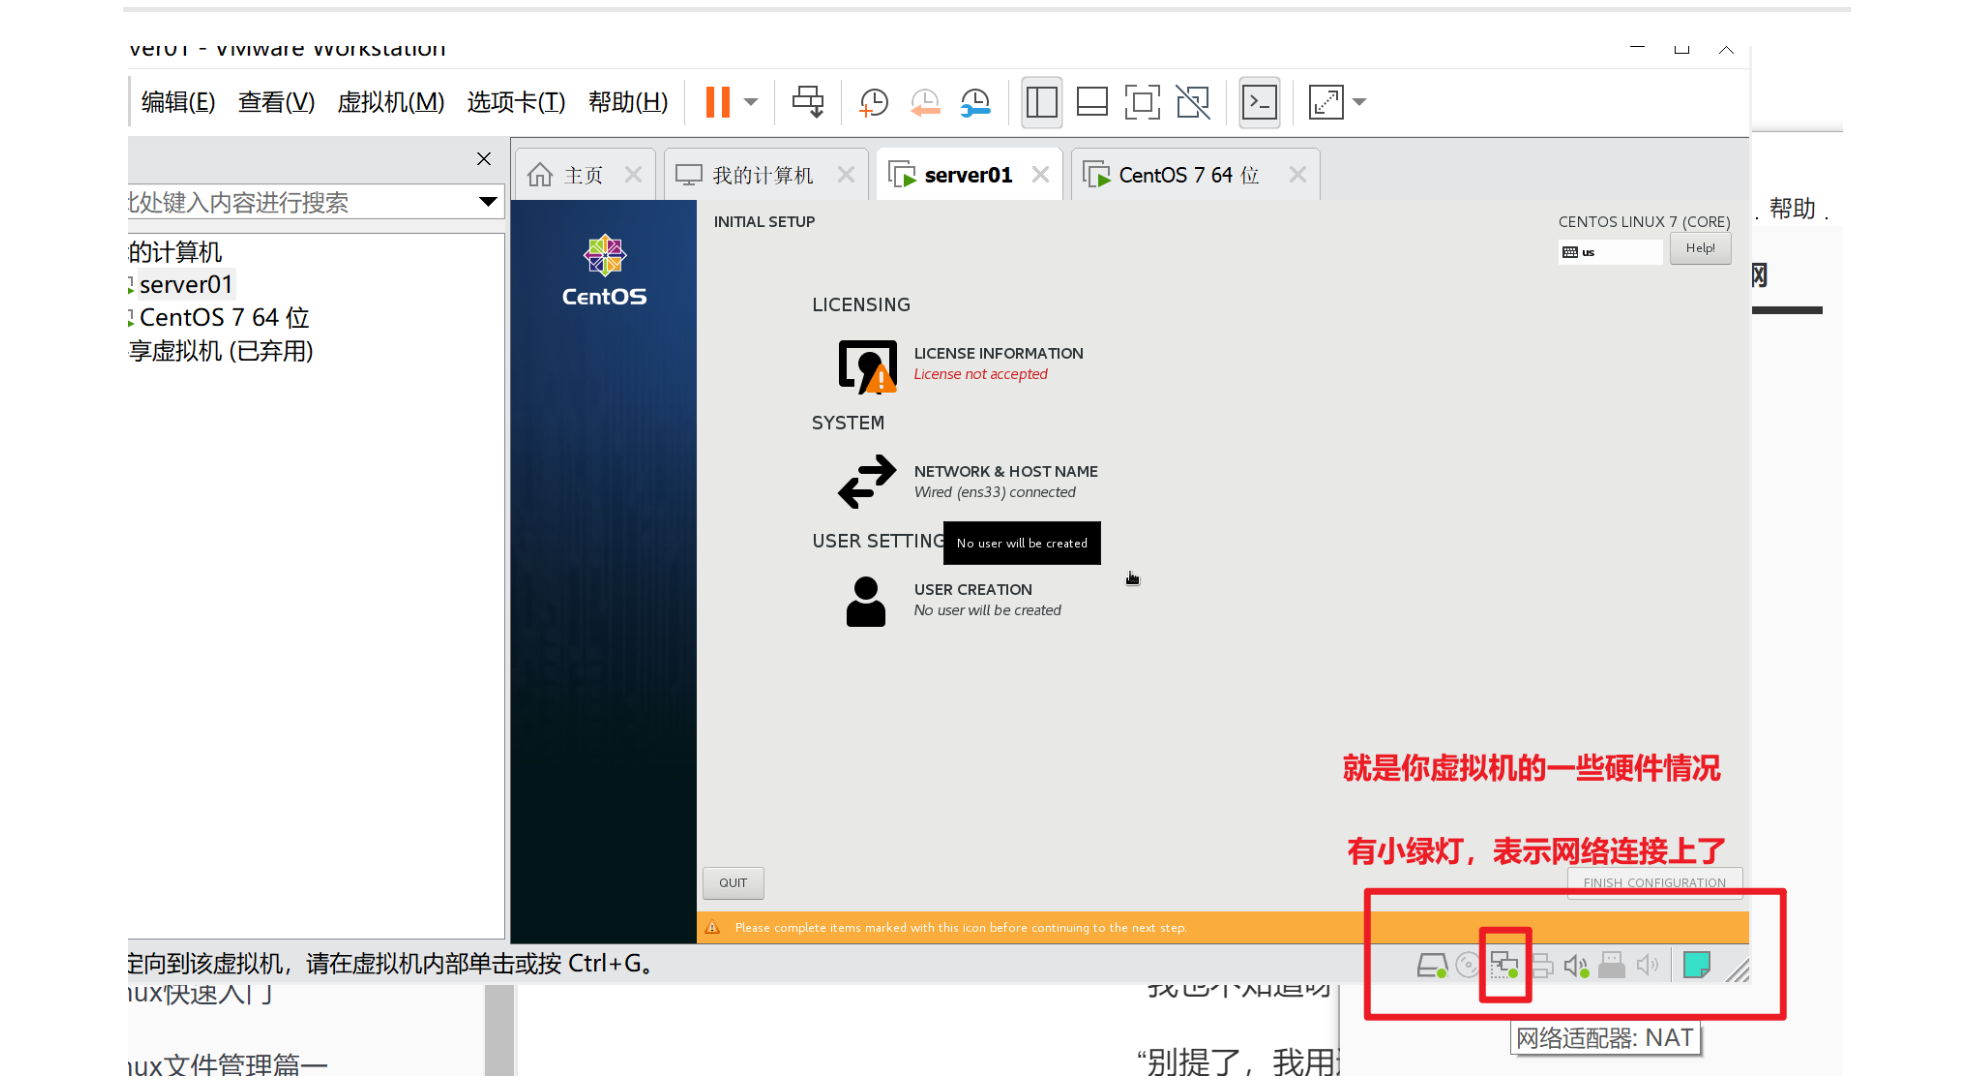 ver01 - VMware Workstation
编辑(E) 查看(V) 虚拟机(M) 选项卡(T) 帮助(H)
主页 我的计算机 server01 CentOS 7 64 位
此处键入内容进行搜索
的计算机
server01
CentOS 7 64 位
享虚拟机 (已弃用)
CentOS
INITIAL SETUP
CENTOS LINUX 7 (CORE)
us
Help!
帮助
网
LICENSING
LICENSE INFORMATION
License not accepted
SYSTEM
NETWORK & HOST NAME
Wired (ens33) connected
USER SETTING
No user will be created
USER CREATION
No user will be created
就是你虚拟机的一些硬件情况
有小绿灯，表示网络连接上了
QUIT
FINISH CONFIGURATION
Please complete items marked with this icon before continuing to the next step.
定向到该虚拟机，请在虚拟机内部单击或按 Ctrl+G。
nux快速入门
我也不知道呀
网络适配器: NAT
nux文件管理篇一
“别提了，我用